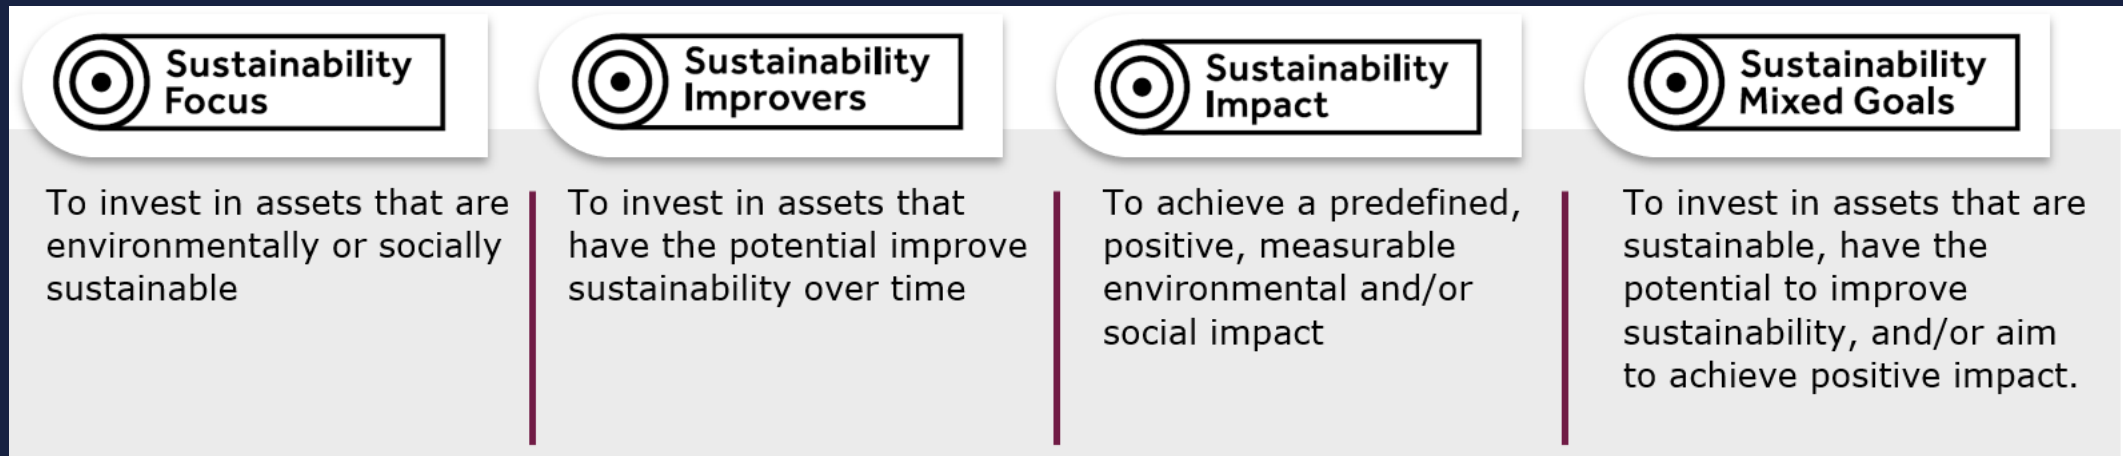 Sustainability
Focus
To invest in assets that are
environmentally or socially
sustainable
Sustainability
Improvers
To invest in assets that
have the potential improve
sustainability over time
Sustainability
Impact
To achieve a predefined,
positive, measurable
environmental and/or
social impact
Sustainability
Mixed Goals
To invest in assets that are
sustainable, have the
potential to improve
sustainability, and/or aim
to achieve positive impact.